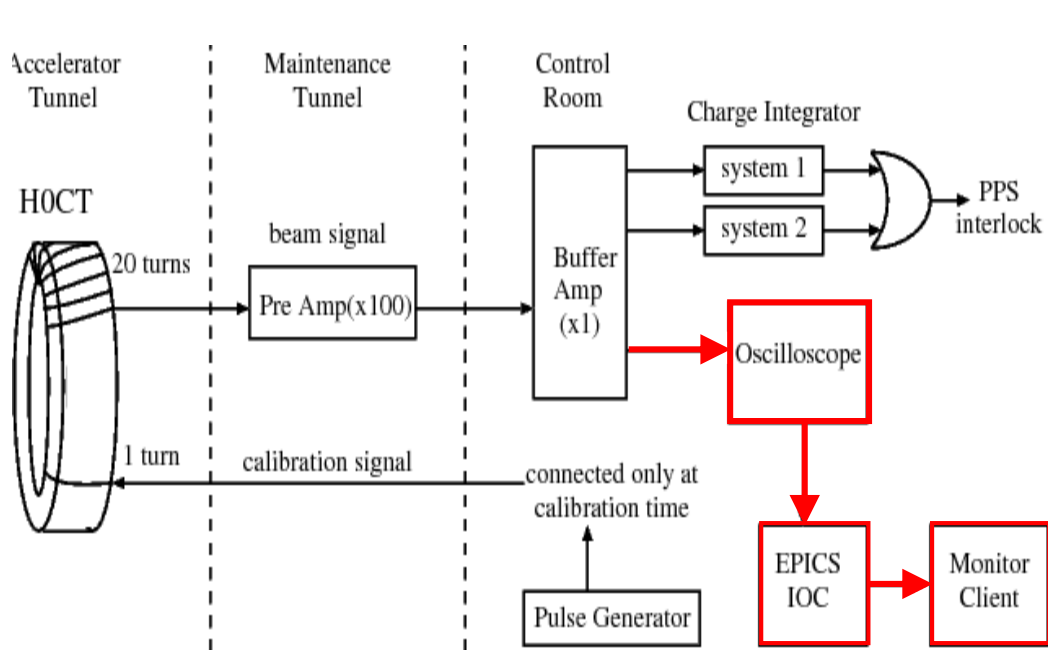 Accelerator
Tunnel
Maintenance
Tunnel
Control
Room
Charge Integrator
system 1
system 2
PPS
interlock
H0CT
20 turns
beam signal
Pre Amp(x100)
Buffer
Amp
(x1)
Oscilloscope
1 turn
calibration signal
connected only at
calibration time
Pulse Generator
EPICS
IOC
Monitor
Client